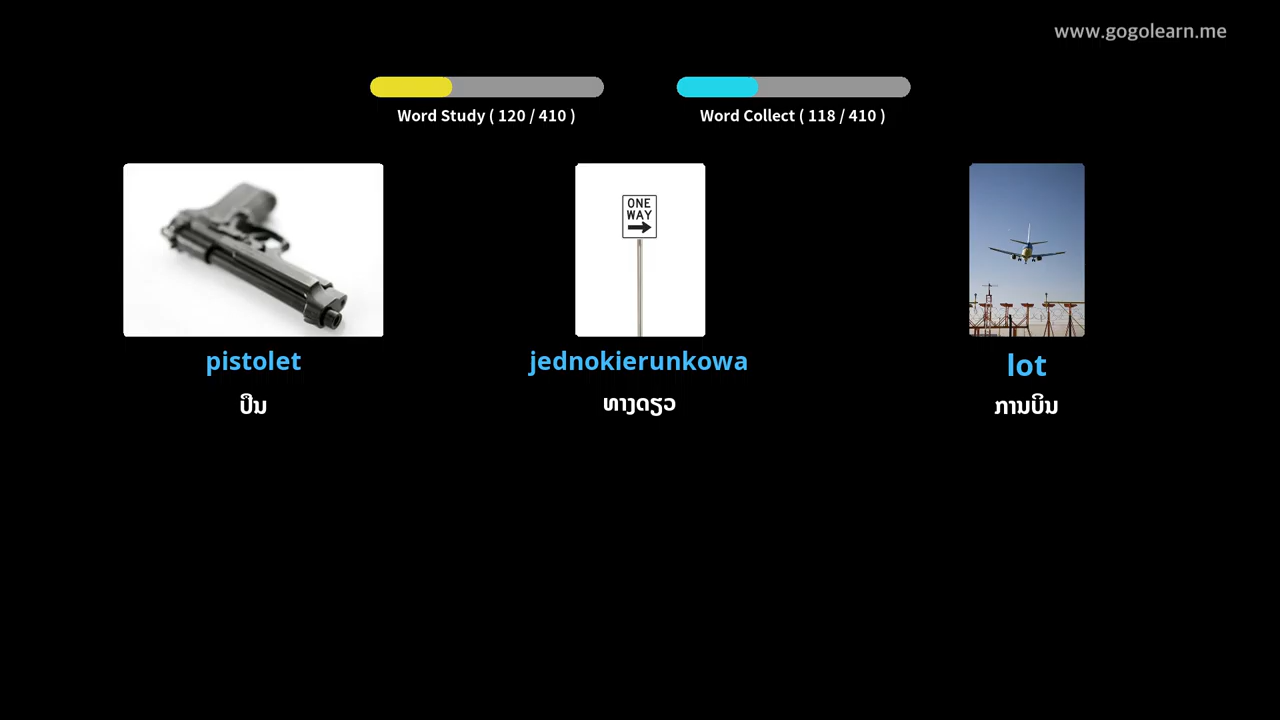 www.gogolearn.me
Word Study ( 120 / 410 )
Word Collect ( 118 / 410 )
ONE
WAY
pistolet
jednokierunkowa
lot
ປືນ
ທາງດຽວ
ການບິນ